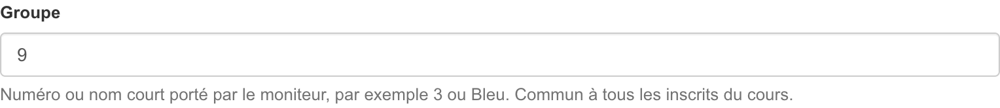 Groupe
9
Numéro ou nom court porté par le moniteur, par exemple 3 ou Bleu. Commun à tous les inscrits du cours.